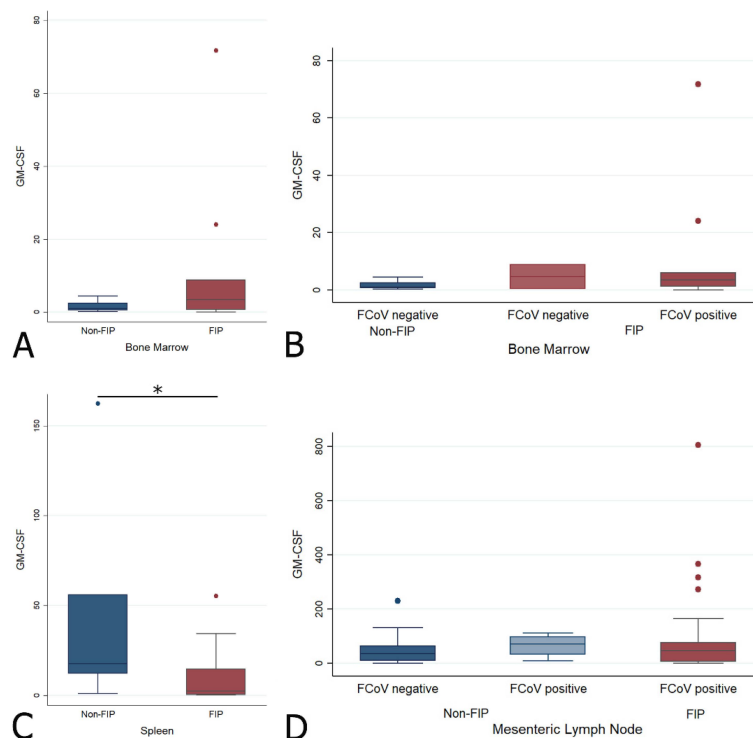 80
60
40
20
0
GM-CSF
Non-FIP FIP
Bone Marrow
A
80
60
40
20
0
GM-CSF
FCoV negative FCoV negative FCoV positive
Non-FIP FIP
Bone Marrow
B
*
150
100
50
0
GM-CSF
Non-FIP FIP
Spleen
C
800
600
400
200
0
GM-CSF
FCoV negative FCoV positive FCoV positive
Non-FIP FIP
Mesenteric Lymph Node
D